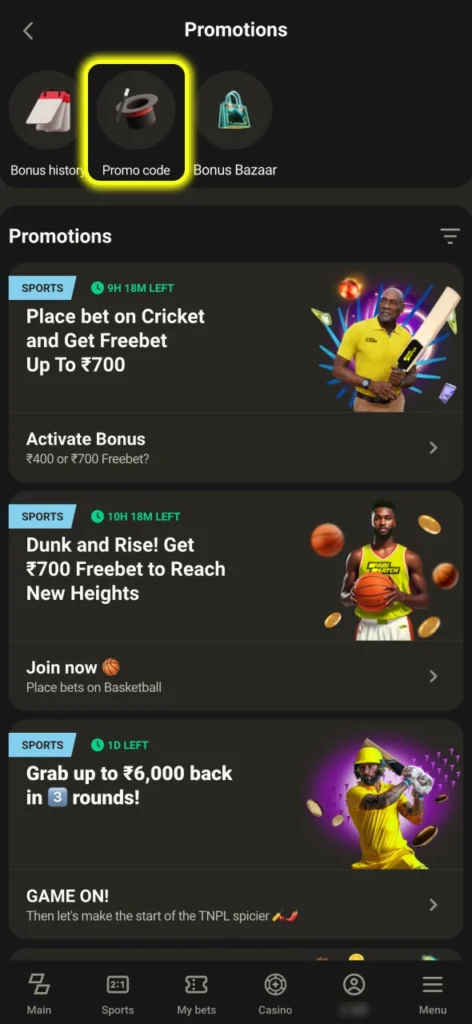 Promotions
Bonus history
Promo code
Bonus Bazaar
Promotions
SPORTS
9H 18M LEFT
Place bet on Cricket
and Get Freebet
Up To ₹700
Activate Bonus
₹400 or ₹700 Freebet?
SPORTS
10H 18M LEFT
Dunk and Rise! Get
₹700 Freebet to Reach
New Heights
PARI
MATCH
Join now 🏀
Place bets on Basketball
SPORTS
1D LEFT
Grab up to ₹6,000 back
in 3️⃣ rounds!
GAME ON!
Then let's make the start of the TNPL spicier 🌶️
Main
2:1
Sports
My bets
Casino
Menu